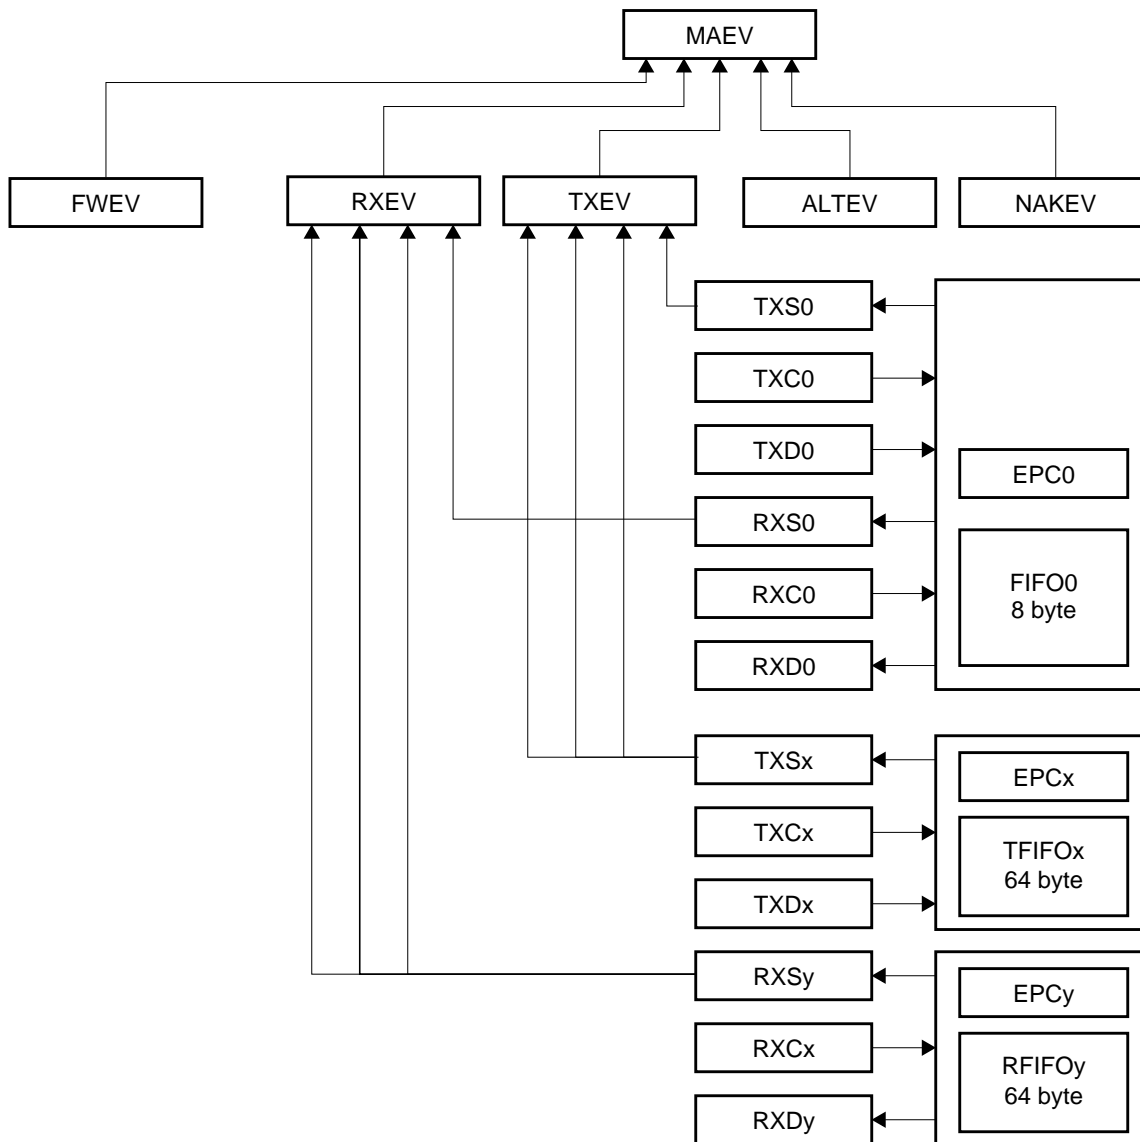 MAEV
FWEV
RXEV
TXEV
ALTEV
NAKEV
TXS0
TXC0
TXD0
EPC0
RXS0
FIFO0
8 byte
RXC0
RXD0
TXSx
EPCx
TXCx
TFIFOx
64 byte
TXDx
RXSy
EPCy
RXCx
RFIFOy
64 byte
RXDy